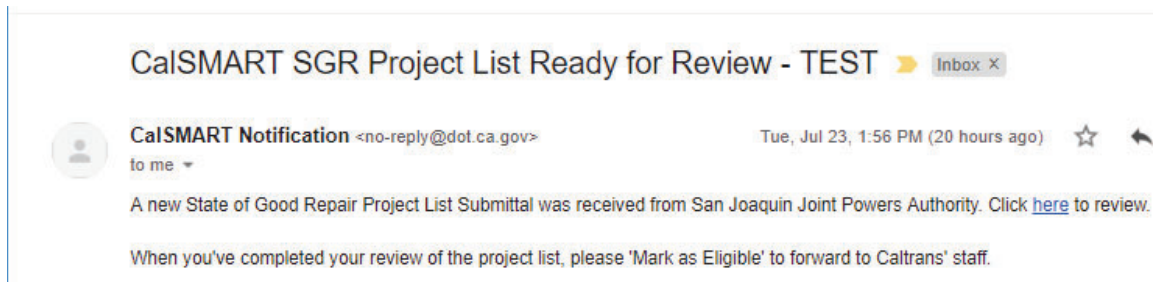 CalSMART SGR Project List Ready for Review - TEST Inbox x
CalSMART Notification <no-reply@dot.ca.gov> Tue, Jul 23, 1:56 PM (20 hours ago)
to me
A new State of Good Repair Project List Submittal was received from San Joaquin Joint Powers Authority. Click here to review.
When you've completed your review of the project list, please 'Mark as Eligible' to forward to Caltrans' staff.